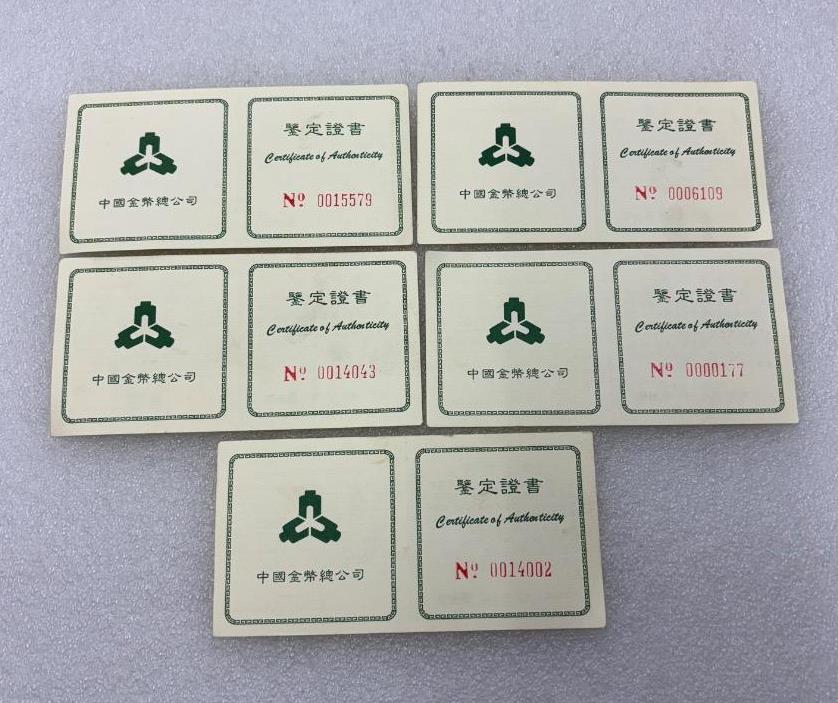 中國金幣總公司
鑒定證書
Certificate of Authenticity
Nº 0015579
中國金幣總公司
鑒定證書
Certificate of Authenticity
Nº 0006109
中國金幣總公司
鑒定證書
Certificate of Authenticity
Nº 0014043
中國金幣總公司
鑒定證書
Certificate of Authenticity
Nº 0000177
中國金幣總公司
鑒定證書
Certificate of Authenticity
Nº 0014002